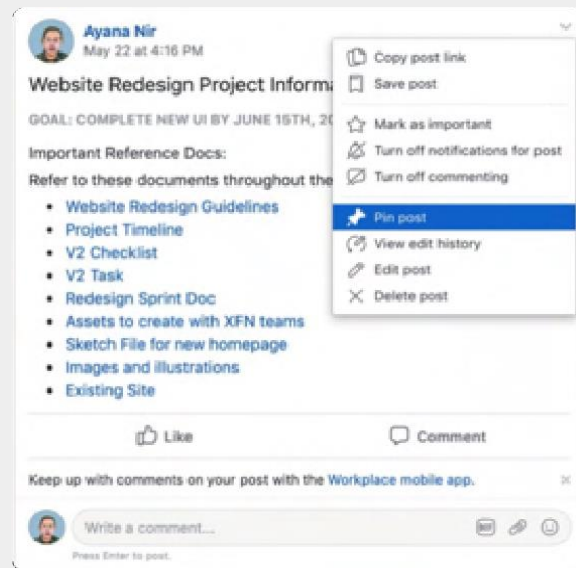 Ayana Nir
May 22 at 4:16 PM
Website Redesign Project Informa
GOAL: COMPLETE NEW UI BY JUNE 15TH, 20
Important Reference Docs:
Refer to these documents throughout the
Website Redesign Guidelines
Project Timeline
V2 Checklist
V2 Task
Redesign Sprint Doc
Assets to create with XFN teams
Sketch File for new homepage
Images and illustrations
Existing Site
Copy post link
Save post
Mark as important
Turn off notifications for post
Turn off commenting
Pin post
View edit history
Edit post
Delete post
Like
Comment
Keep up with comments on your post with the Workplace mobile app.
Write a comment...
GIF
Press Enter to post.